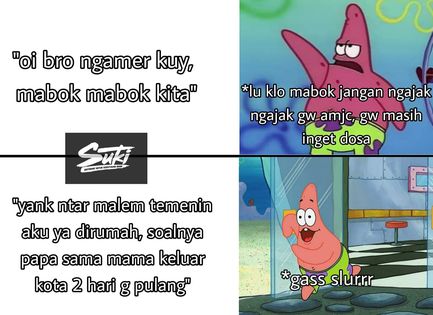 "oi bro ngamer kuy,
mabok mabok kita"
*lu klo mabok jangan ngajak
ngajak gw amjc, gw masih
inget dosa
Suki
"yank ntar malem temenin
aku ya dirumah, soalnya
papa sama mama keluar
kota 2 hari g pulang"
*gass slurrr